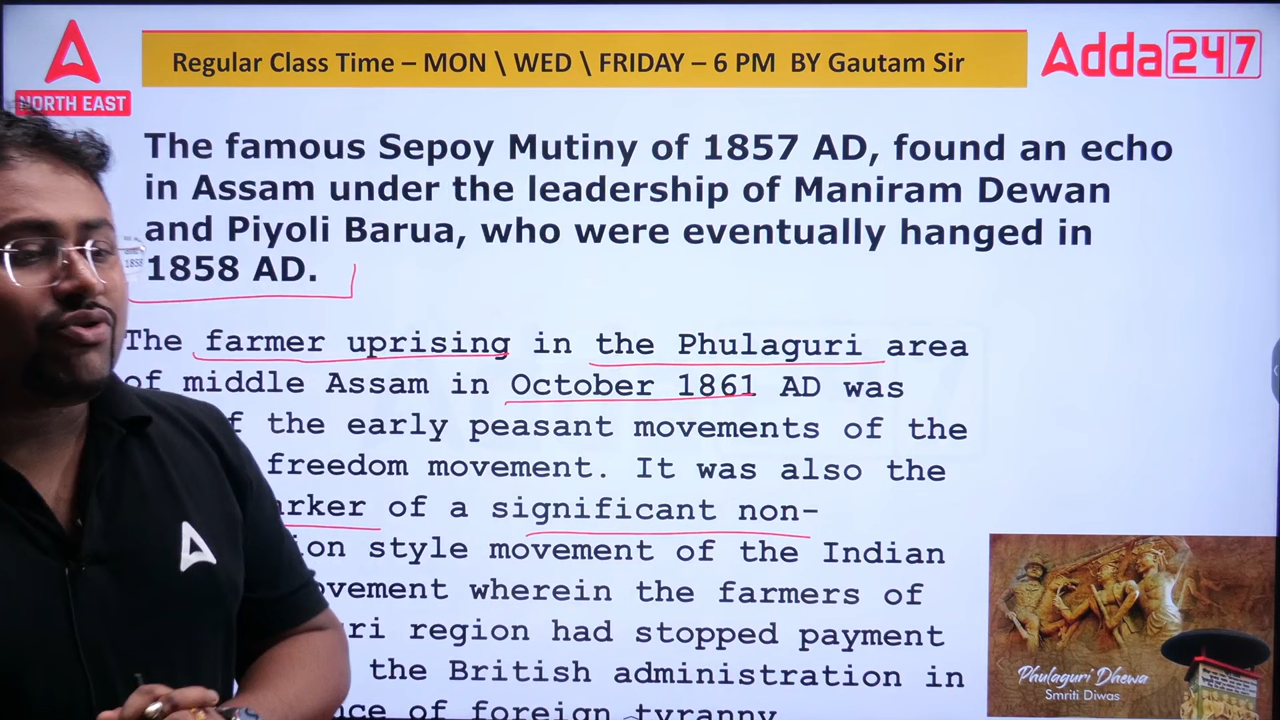 NORTH EAST
Regular Class Time – MON \ WED \ FRIDAY – 6 PM BY Gautam Sir
Adda 247
The famous Sepoy Mutiny of 1857 AD, found an echo
in Assam under the leadership of Maniram Dewan
and Piyoli Barua, who were eventually hanged in
1858 AD.
The farmer uprising in the Phulaguri area
of middle Assam in October 1861 AD was
f the early peasant movements of the
freedom movement. It was also the
rker of a significant non-
ion style movement of the Indian
vement wherein the farmers of
ri region had stopped payment
the British administration in
nce of foreign tyranny
Phulaguri Dhewa
Smriti Diwas